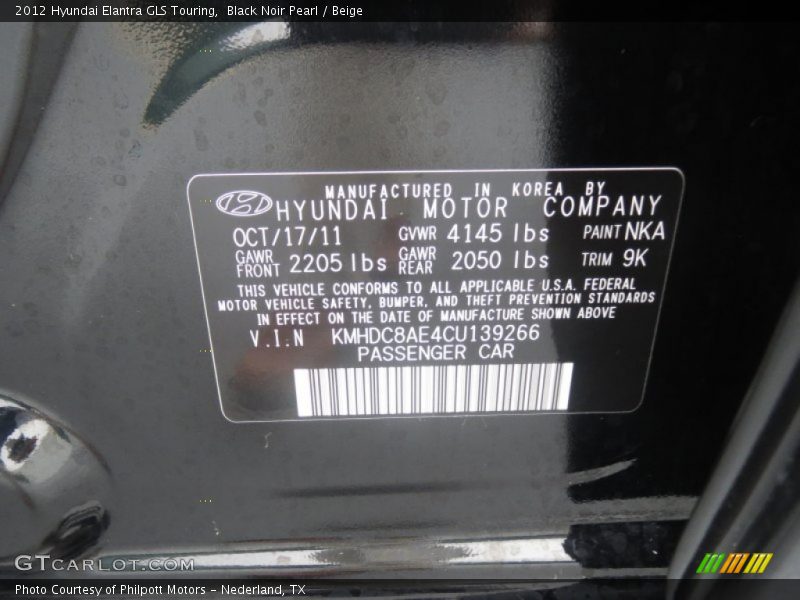 2012 Hyundai Elantra GLS Touring,  Black Noir Pearl / Beige
MANUFACTURED IN KOREA BY
HYUNDAI MOTOR COMPANY
OCT/17/11 GVWR 4145 lbs PAINT NKA
GAWR FRONT 2205 lbs GAWR REAR 2050 lbs TRIM 9K
THIS VEHICLE CONFORMS TO ALL APPLICABLE U.S.A. FEDERAL
MOTOR VEHICLE SAFETY, BUMPER, AND THEFT PREVENTION STANDARDS
IN EFFECT ON THE DATE OF MANUFACTURE SHOWN ABOVE
V.I.N KMHDC8AE4CU139266
PASSENGER CAR
GTCARLOT.COM
Photo Courtesy of Philpott Motors - Nederland, TX